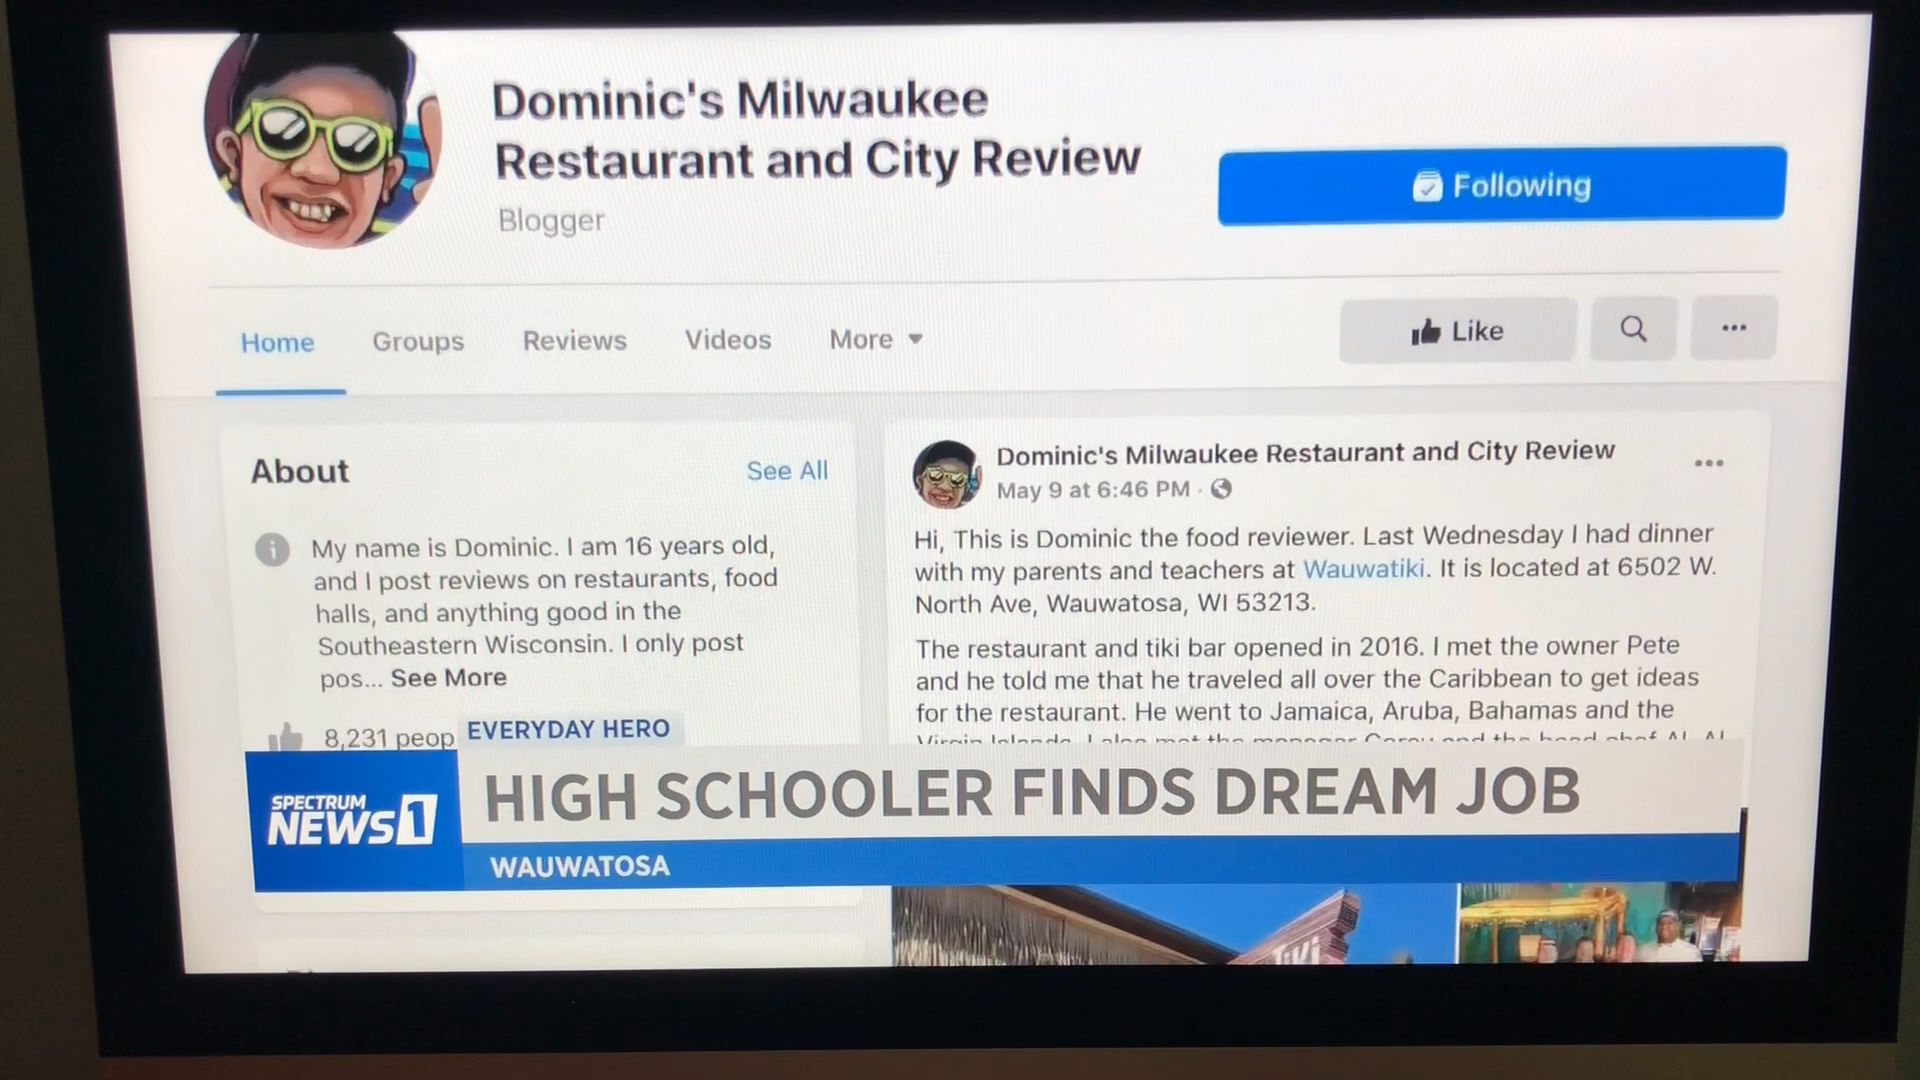 Dominic's Milwaukee
Restaurant and City Review
Blogger
Following
Home
Groups
Reviews
Videos
More
Like
About
See All
My name is Dominic. I am 16 years old,
and I post reviews on restaurants, food
halls, and anything good in the
Southeastern Wisconsin. I only post
pos... See More
8,231 peop
Dominic's Milwaukee Restaurant and City Review
May 9 at 6:46 PM ·
Hi, This is Dominic the food reviewer. Last Wednesday I had dinner
with my parents and teachers at Wauwatiki. It is located at 6502 W.
North Ave, Wauwatosa, WI 53213.
The restaurant and tiki bar opened in 2016. I met the owner Pete
and he told me that he traveled all over the Caribbean to get ideas
for the restaurant. He went to Jamaica, Aruba, Bahamas and the
EVERYDAY HERO
SPECTRUM
NEWS 1
HIGH SCHOOLER FINDS DREAM JOB
WAUWATOSA